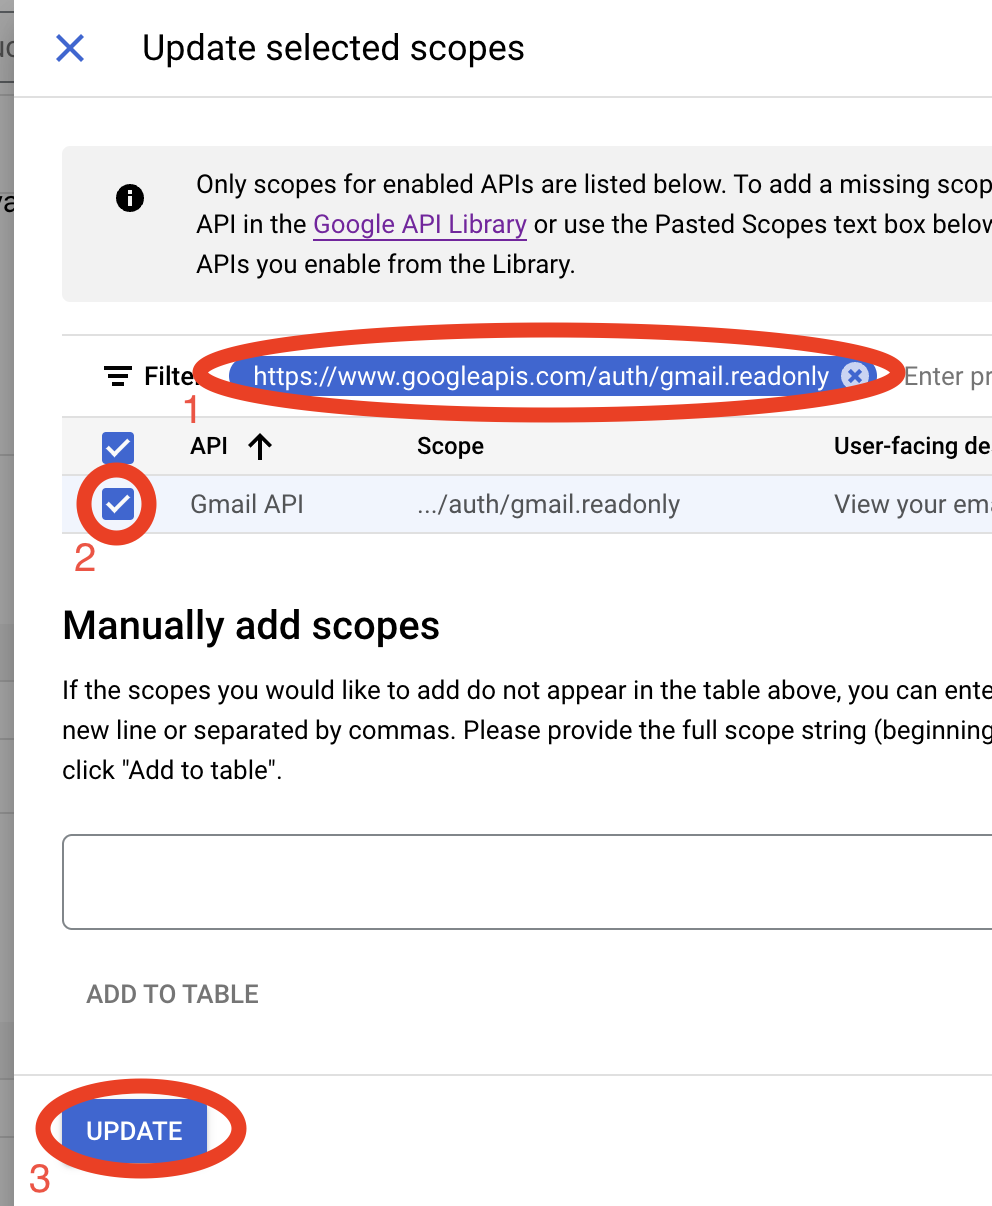 Update selected scopes
Only scopes for enabled APIs are listed below. To add a missing scop
API in the Google API Library or use the Pasted Scopes text box below
APIs you enable from the Library.
Filter https://www.googleapis.com/auth/gmail.readonly Enter pr
1
API Scope User-facing de
Gmail API .../auth/gmail.readonly View your ema
2
Manually add scopes
If the scopes you would like to add do not appear in the table above, you can ente
new line or separated by commas. Please provide the full scope string (beginning
click "Add to table".
ADD TO TABLE
UPDATE
3